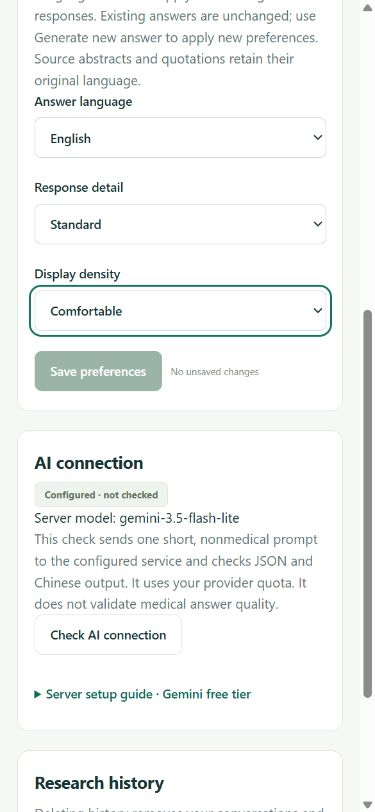 responses. Existing answers are unchanged; use
Generate new answer to apply new preferences.
Source abstracts and quotations retain their
original language.
Answer language
English
Response detail
Standard
Display density
Comfortable
Save preferences No unsaved changes
AI connection
Configured · not checked
Server model: gemini-3.5-flash-lite
This check sends one short, nonmedical prompt
to the configured service and checks JSON and
Chinese output. It uses your provider quota. It
does not validate medical answer quality.
Check AI connection
Server setup guide · Gemini free tier
Research history